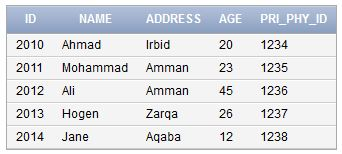 ID NAME ADDRESS AGE PRI_PHY_ID
2010 Ahmad Irbid 20 1234
2011 Mohammad Amman 23 1235
2012 Ali Amman 45 1236
2013 Hogen Zarqa 26 1237
2014 Jane Aqaba 12 1238